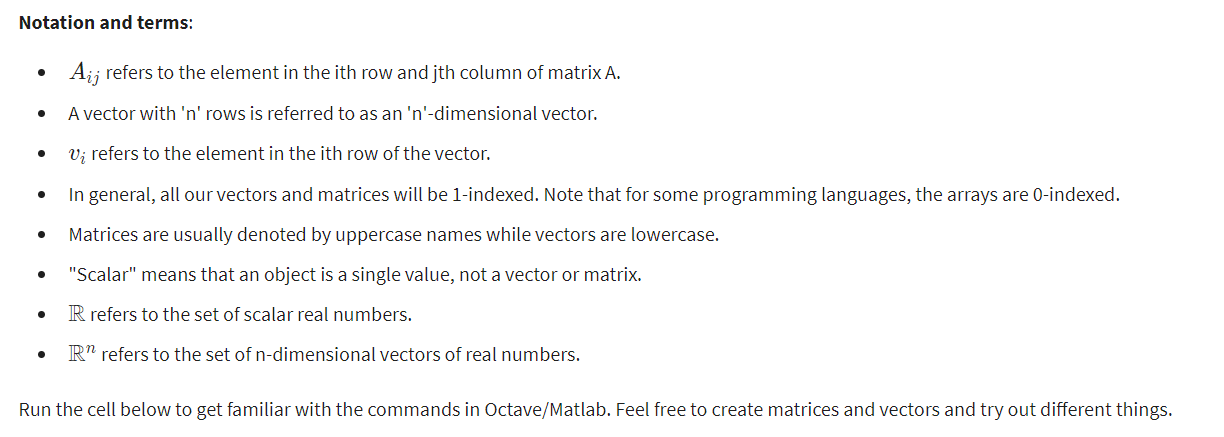 Notation and terms:
• A_{ij} refers to the element in the ith row and jth column of matrix A.
• A vector with 'n' rows is referred to as an 'n'-dimensional vector.
• v_i refers to the element in the ith row of the vector.
• In general, all our vectors and matrices will be 1-indexed. Note that for some programming languages, the arrays are 0-indexed.
• Matrices are usually denoted by uppercase names while vectors are lowercase.
• "Scalar" means that an object is a single value, not a vector or matrix.
• ℝ refers to the set of scalar real numbers.
• ℝⁿ refers to the set of n-dimensional vectors of real numbers.
Run the cell below to get familiar with the commands in Octave/Matlab. Feel free to create matrices and vectors and try out different things.